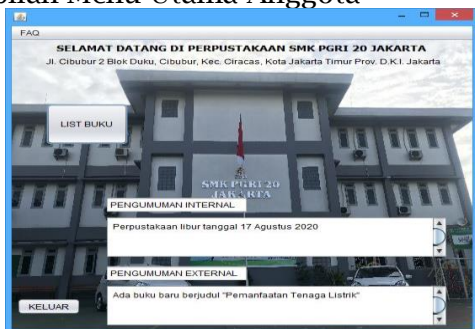 Menu Utama Anggota
FAQ
SELAMAT DATANG DI PERPUSTAKAAN SMK PGRI 20 JAKARTA
Jl. Cibubur 2 Blok Duku, Cibubur, Kec. Ciracas, Kota Jakarta Timur Prov. D.K.I. Jakarta
LIST BUKU
SMK PGRI 20
JAKARTA
PENGUMUMAN INTERNAL
Perpustakaan libur tanggal 17 Agustus 2020
PENGUMUMAN EXTERNAL
Ada buku baru berjudul "Pemanfaatan Tenaga Listrik"
KELUAR